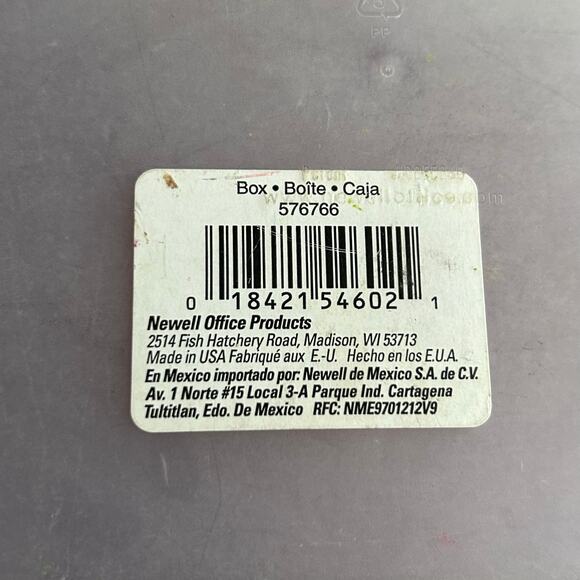 PP
Box • Boîte • Caja
576766
0 18421 54602 1
Newell Office Products
2514 Fish Hatchery Road, Madison, WI 53713
Made in USA Fabriqué aux E.-U. Hecho en los E.U.A.
En Mexico importado por: Newell de Mexico S.A. de C.V.
Av. 1 Norte #15 Local 3-A Parque Ind. Cartagena
Tultitlan, Edo. De Mexico RFC: NME9701212V9